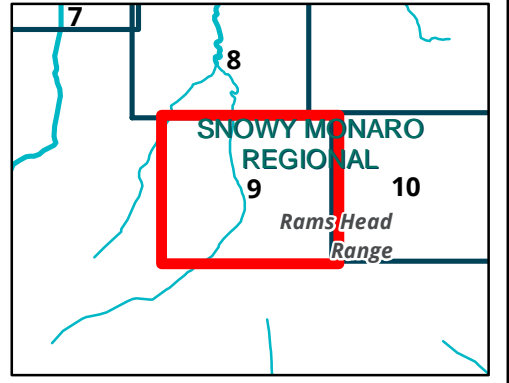 7
8
SNOWY MONARO
REGIONAL
9
10
Rams Head
Range